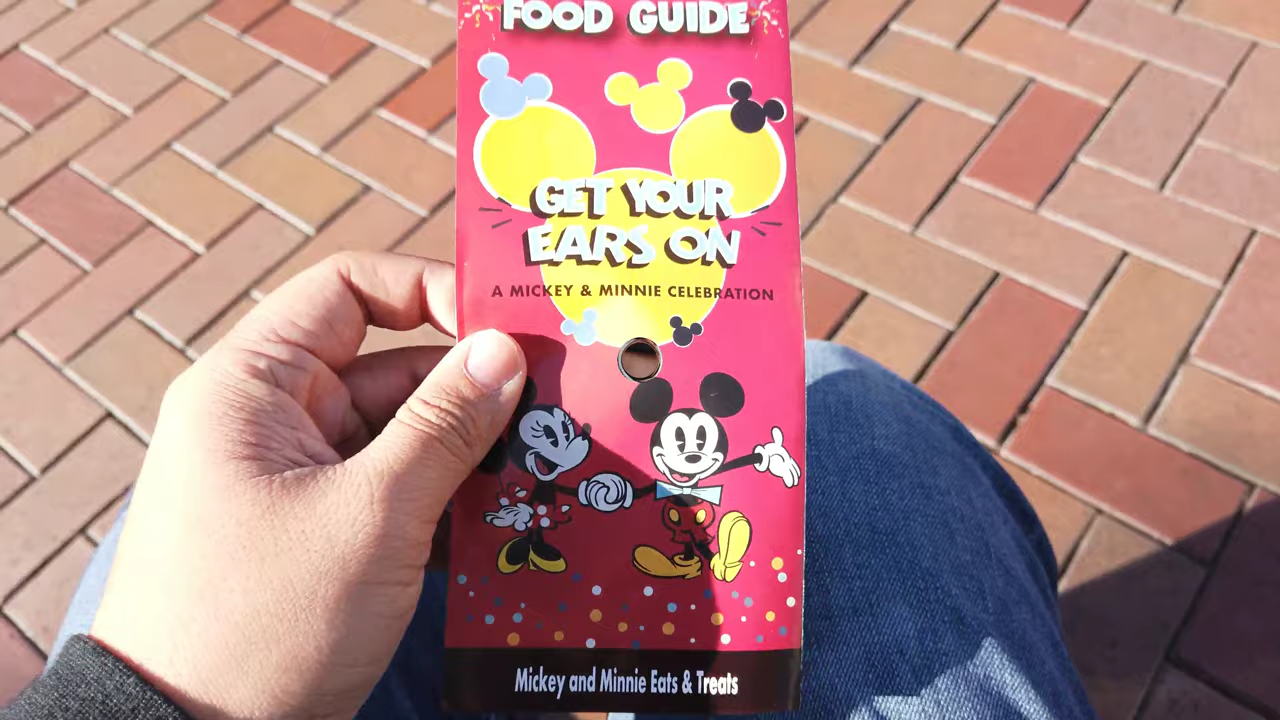 FOOD GUIDE
GET YOUR
EARS ON
A MICKEY & MINNIE CELEBRATION
Mickey and Minnie Eats & Treats